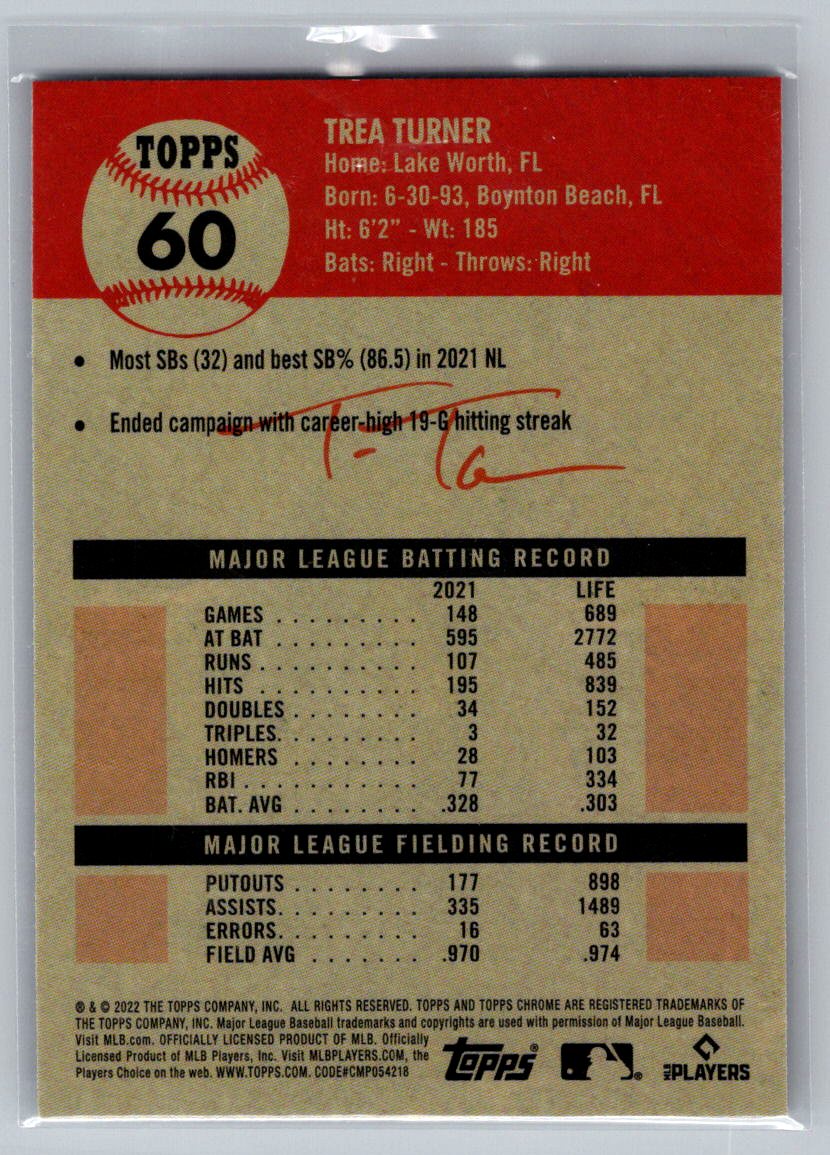 TOPPS
60
TREA TURNER
Home: Lake Worth, FL
Born: 6-30-93, Boynton Beach, FL
Ht: 6'2" - Wt: 185
Bats: Right - Throws: Right
• Most SBs (32) and best SB% (86.5) in 2021 NL
• Ended campaign with career-high 19-G hitting streak
MAJOR LEAGUE BATTING RECORD
2021 LIFE
GAMES . . . . . . . . . 148 689
AT BAT . . . . . . . . . 595 2772
RUNS . . . . . . . . . . 107 485
HITS . . . . . . . . . . 195 839
DOUBLES . . . . . . . . 34 152
TRIPLES. . . . . . . . . 3 32
HOMERS . . . . . . . . 28 103
RBI . . . . . . . . . . . 77 334
BAT. AVG . . . . . . . . .328 .303
MAJOR LEAGUE FIELDING RECORD
PUTOUTS . . . . . . . . 177 898
ASSISTS. . . . . . . . . 335 1489
ERRORS. . . . . . . . . 16 63
FIELD AVG . . . . . . . .970 .974
® & © 2022 THE TOPPS COMPANY, INC. ALL RIGHTS RESERVED. TOPPS AND TOPPS CHROME ARE REGISTERED TRADEMARKS OF
THE TOPPS COMPANY, INC. Major League Baseball trademarks and copyrights are used with permission of Major League Baseball.
Visit MLB.com. OFFICIALLY LICENSED PRODUCT OF MLB. Officially
Licensed Product of MLB Players, Inc. Visit MLBPLAYERS.COM, the
Players Choice on the web. WWW.TOPPS.COM. CODE#CMP054218
Topps®
®
MLB PLAYERS